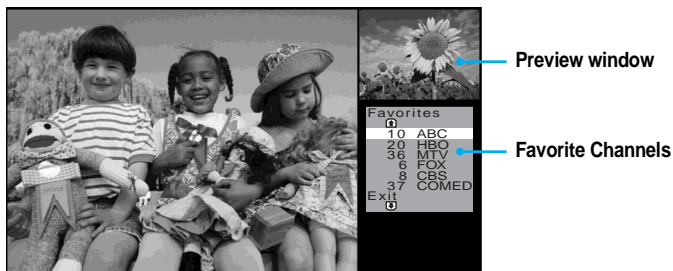 Preview window
Favorites
10 ABC
20 HBO
36 MTV
6 FOX
8 CBS
37 COMED
Exit
Favorite Channels